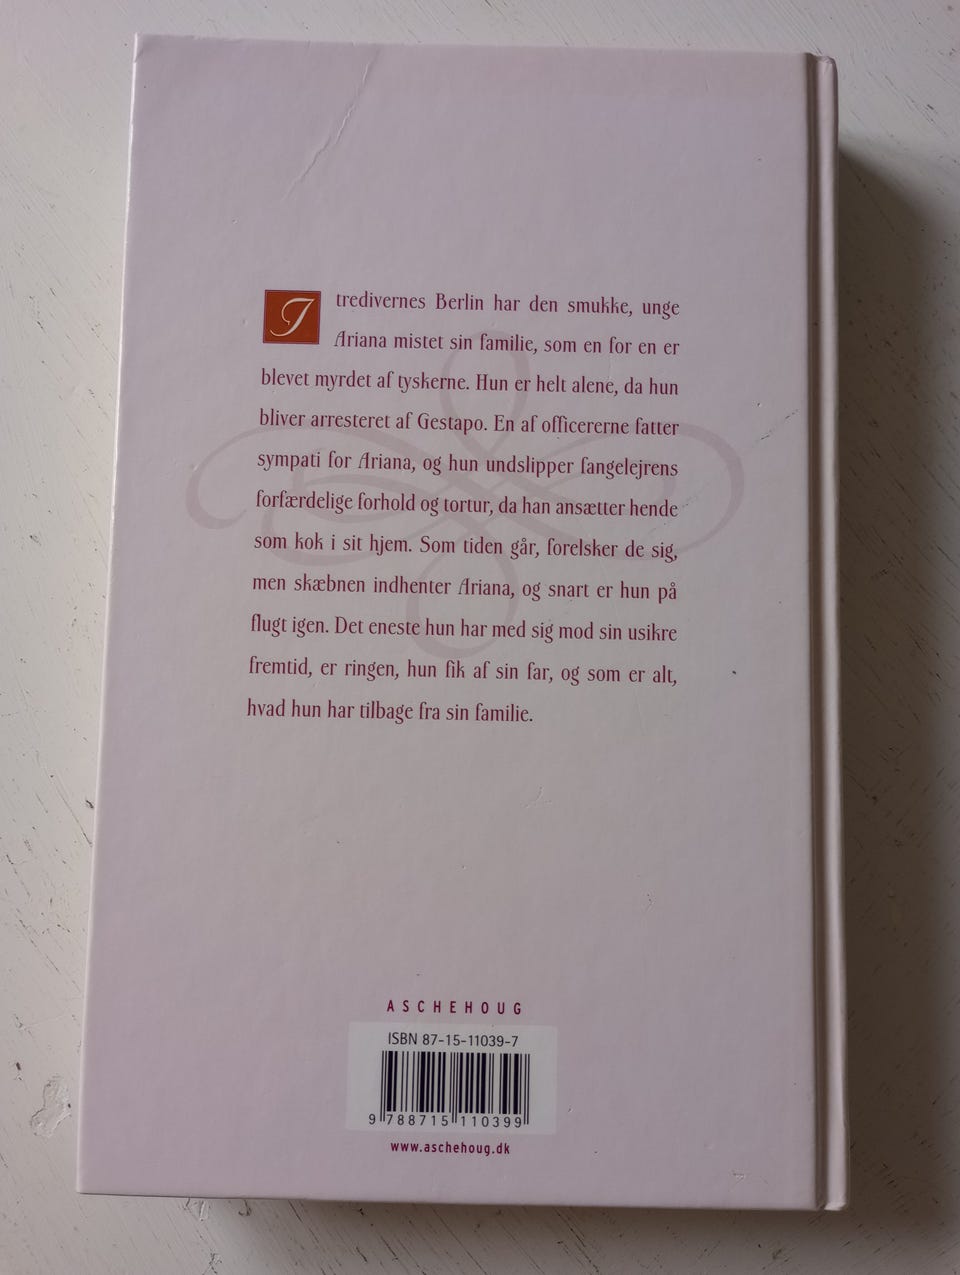 I tredivernes Berlin har den smukke, unge
Ariana mistet sin familie, som en for en er
blevet myrdet af tyskerne. Hun er helt alene, da hun
bliver arresteret af Gestapo. En af officererne fatter
sympati for Ariana, og hun undslipper fangelejrens
forfærdelige forhold og tortur, da han ansætter hende
som kok i sit hjem. Som tiden går, forelsker de sig,
men skæbnen indhenter Ariana, og snart er hun på
flugt igen. Det eneste hun har med sig mod sin usikre
fremtid, er ringen, hun fik af sin far, og som er alt,
hvad hun har tilbage fra sin familie.
ASCHEHOUG
ISBN 87-15-11039-7
9 788715 110399
www.aschehoug.dk